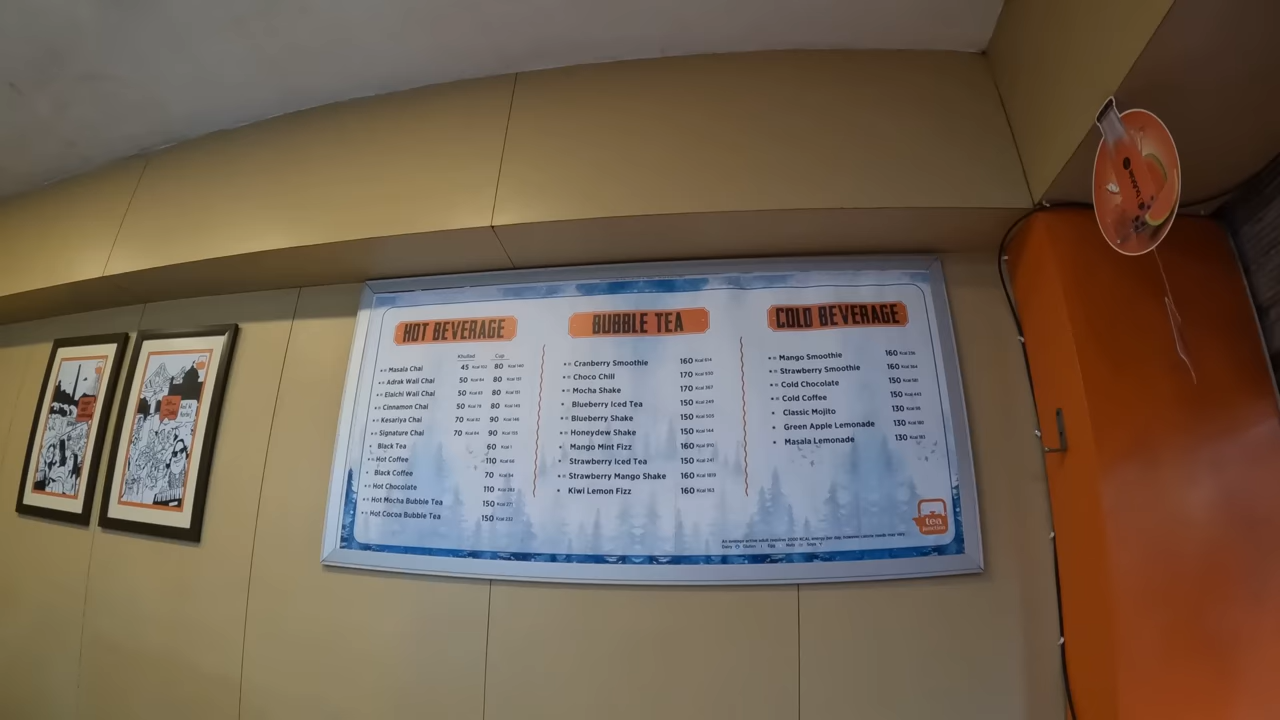 HOT BEVERAGE
Khullad Cup
Masala Chai 45 80
Adrak Wali Chai 50 80
Elaichi Wali Chai 50 80
Cinnamon Chai 50 80
Kesariya Chai 70 90
Signature Chai 70 90
Black Tea 60
Hot Coffee 110
Black Coffee 70
Hot Chocolate 110
Hot Mocha Bubble Tea 150
Hot Cocoa Bubble Tea 150
BUBBLE TEA
Cranberry Smoothie 160
Choco Chill 170
Mocha Shake 170
Blueberry Iced Tea 150
Blueberry Shake 150
Honeydew Shake 150
Mango Mint Fizz 160
Strawberry Iced Tea 150
Strawberry Mango Shake 160
Kiwi Lemon Fizz 160
COLD BEVERAGE
Mango Smoothie 160
Strawberry Smoothie 160
Cold Chocolate 150
Cold Coffee 150
Classic Mojito 130
Green Apple Lemonade 130
Masala Lemonade 130
tea
junction